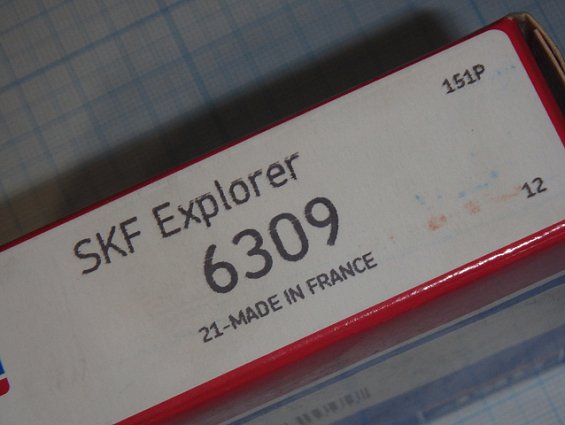 151P
SKF Explorer
6309
12
21-MADE IN FRANCE